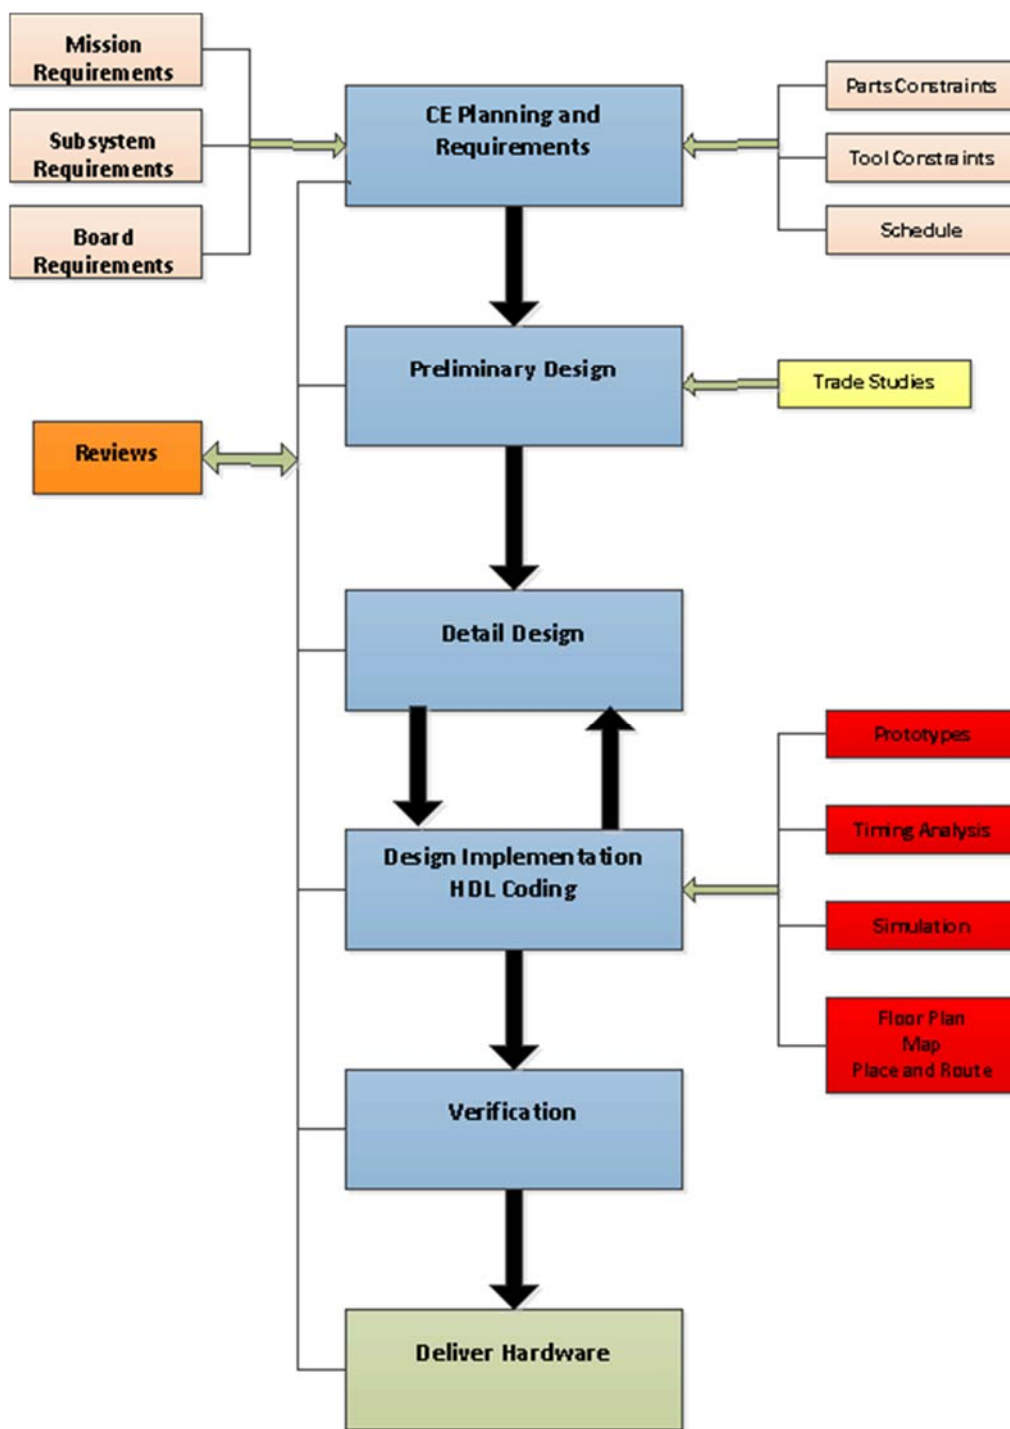 Mission
Requirements
Subsystem
Requirements
Board
Requirements
CE Planning and
Requirements
Parts Constraints
Tool Constraints
Schedule
Preliminary Design
Trade Studies
Reviews
Detail Design
Design Implementation
HDL Coding
Prototypes
Timing Analysis
Simulation
Floor Plan
Map
Place and Route
Verification
Deliver Hardware